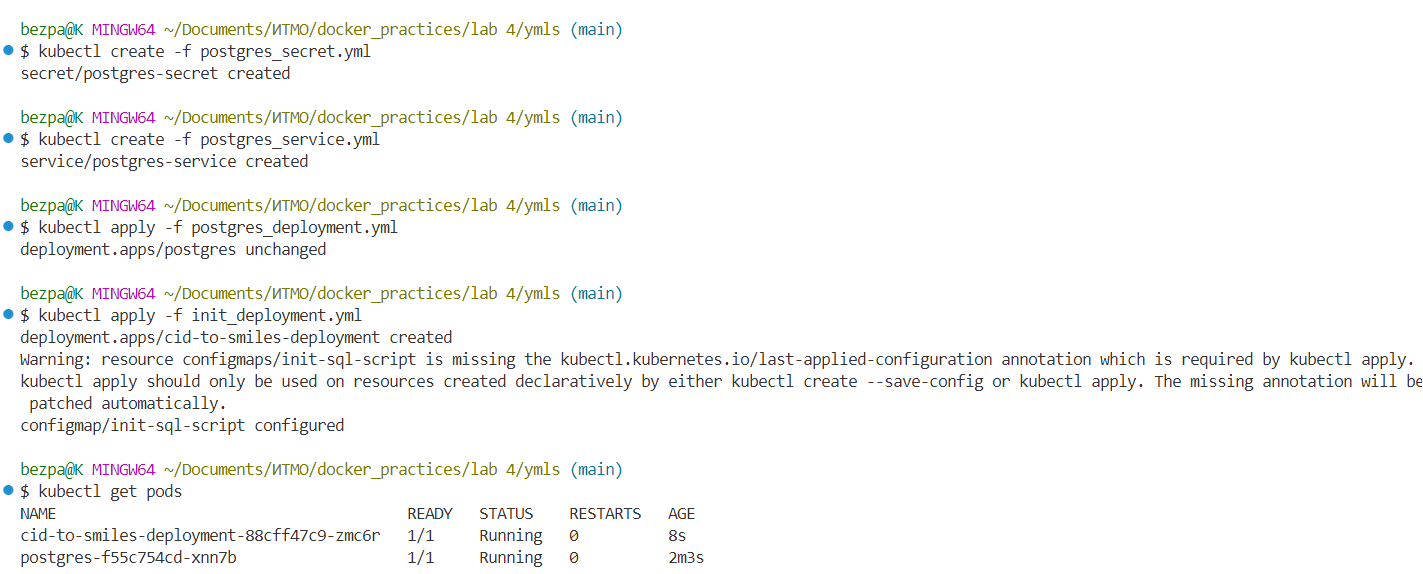 bezpa@K MINGW64 ~/Documents/ИТМО/docker_practices/lab 4/ymls (main)
$ kubectl create -f postgres_secret.yml
secret/postgres-secret created
bezpa@K MINGW64 ~/Documents/ИТМО/docker_practices/lab 4/ymls (main)
$ kubectl create -f postgres_service.yml
service/postgres-service created
bezpa@K MINGW64 ~/Documents/ИТМО/docker_practices/lab 4/ymls (main)
$ kubectl apply -f postgres_deployment.yml
deployment.apps/postgres unchanged
bezpa@K MINGW64 ~/Documents/ИТМО/docker_practices/lab 4/ymls (main)
$ kubectl apply -f init_deployment.yml
deployment.apps/cid-to-smiles-deployment created
Warning: resource configmaps/init-sql-script is missing the kubectl.kubernetes.io/last-applied-configuration annotation which is required by kubectl apply.
kubectl apply should only be used on resources created declaratively by either kubectl create --save-config or kubectl apply. The missing annotation will be
patched automatically.
configmap/init-sql-script configured
bezpa@K MINGW64 ~/Documents/ИТМО/docker_practices/lab 4/ymls (main)
$ kubectl get pods
NAME READY STATUS RESTARTS AGE
cid-to-smiles-deployment-88cff47c9-zmc6r 1/1 Running 0 8s
postgres-f55c754cd-xnn7b 1/1 Running 0 2m3s